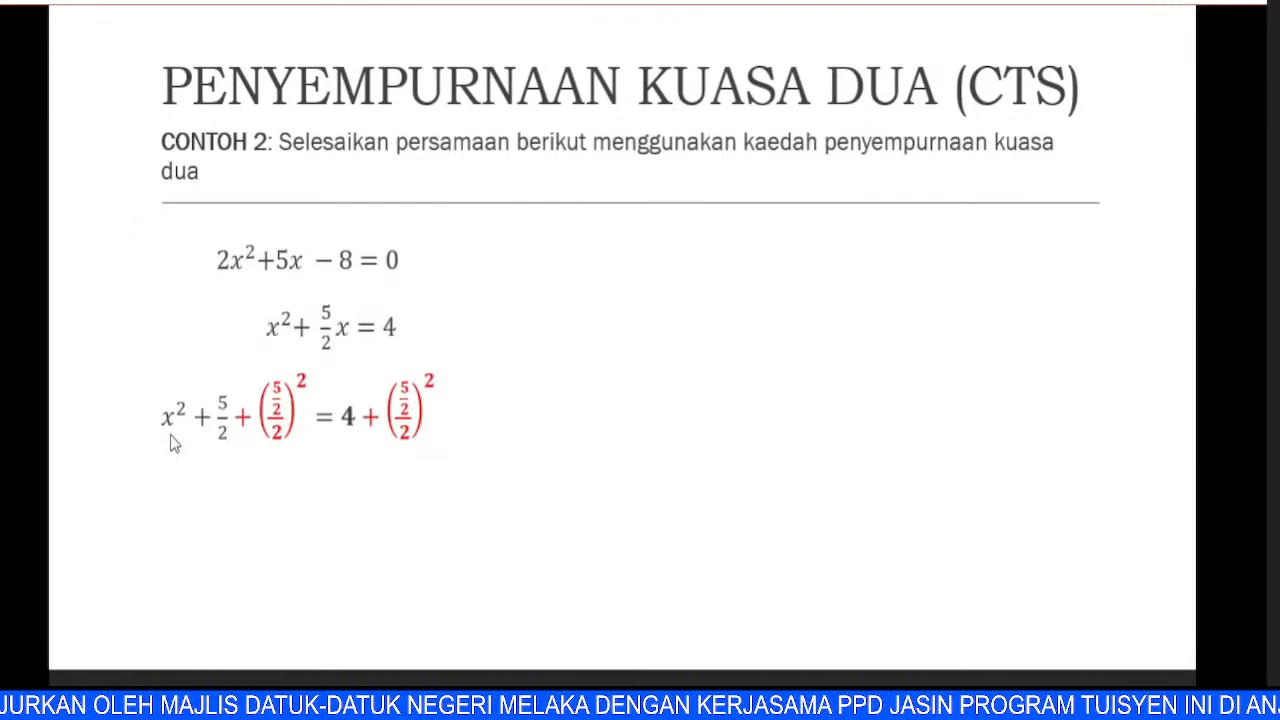 PENYEMPURNAAN KUASA DUA (CTS)
CONTOH 2: Selesaikan persamaan berikut menggunakan kaedah penyempurnaan kuasa
dua
2x²+5x − 8 = 0
x²+ 5/2 x = 4
x² + 5/2 + ((5/2)/2)² = 4 + ((5/2)/2)²
JURKAN OLEH MAJLIS DATUK-DATUK NEGERI MELAKA DENGAN KERJASAMA PPD JASIN PROGRAM TUISYEN INI DI AN